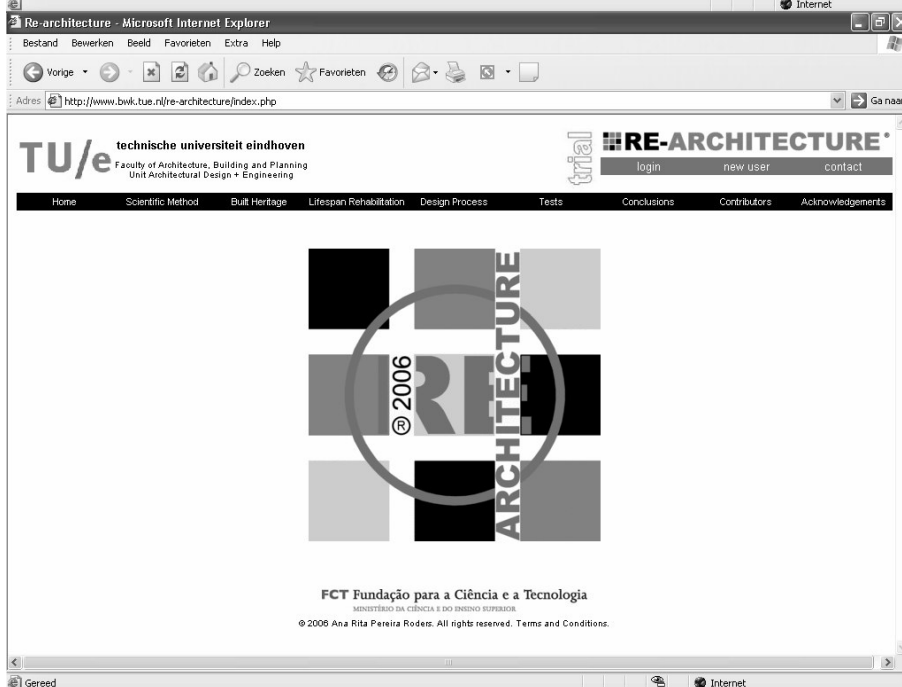 Internet
Re-architecture - Microsoft Internet Explorer
Bestand Bewerken Beeld Favorieten Extra Help
Vorige Zoeken Favorieten
Adres http://www.bwk.tue.nl/re-architecture/index.php Ga naar
TU/e technische universiteit eindhoven
Faculty of Architecture, Building and Planning
Unit Architectural Design + Engineering
trial
RE-ARCHITECTURE
login new user contact
Home Scientific Method Built Heritage Lifespan Rehabilitation Design Process Tests Conclusions Contributors Acknowledgements
® 2006
RE
ARCHITECTURE
FCT Fundação para a Ciência e a Tecnologia
MINISTÉRIO DA CIÊNCIA E DO ENSINO SUPERIOR
© 2006 Ana Rita Pereira Roders. All rights reserved. Terms and Conditions.
Gereed Internet